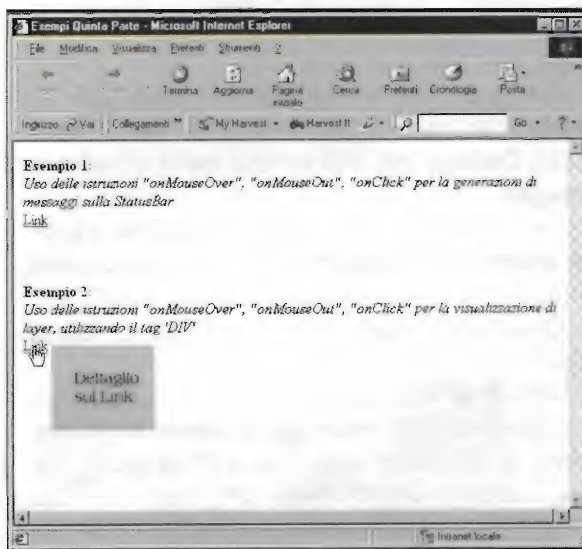 Esempi Quinta Parte - Microsoft Internet Explorer
File Modifica Visualizza Preferiti Strumenti ?
Termina Aggiorna Pagina iniziale Cerca Preferiti Cronologia Posta
Indirizzo Vai Collegamenti » My Harvest Harvest It Go ?
Esempio 1:
Uso delle istruzioni "onMouseOver", "onMouseOut", "onClick" per la generazioni di
messaggi sulla StatusBar
Link
Esempio 2:
Uso delle istruzioni "onMouseOver", "onMouseOut", "onClick" per la visualizzazione di
layer, utilizzando il tag 'DIV'
Link
Dettaglio
sul Link
Intranet locale